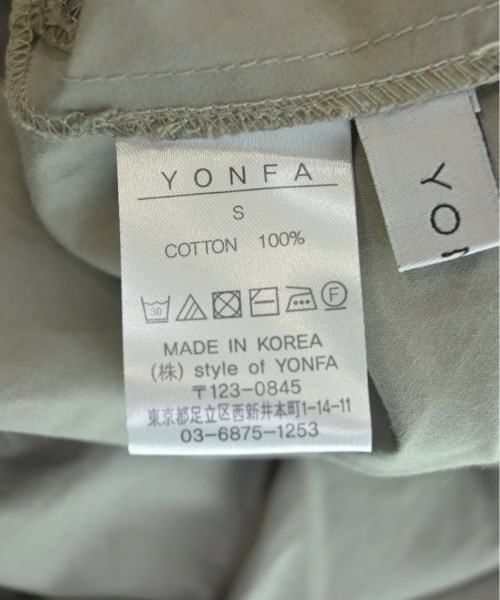 YONFA
S
COTTON 100%
30 F
MADE IN KOREA
(株) style of YONFA
〒123-0845
東京都足立区西新井本町1-14-11
03-6875-1253
YO